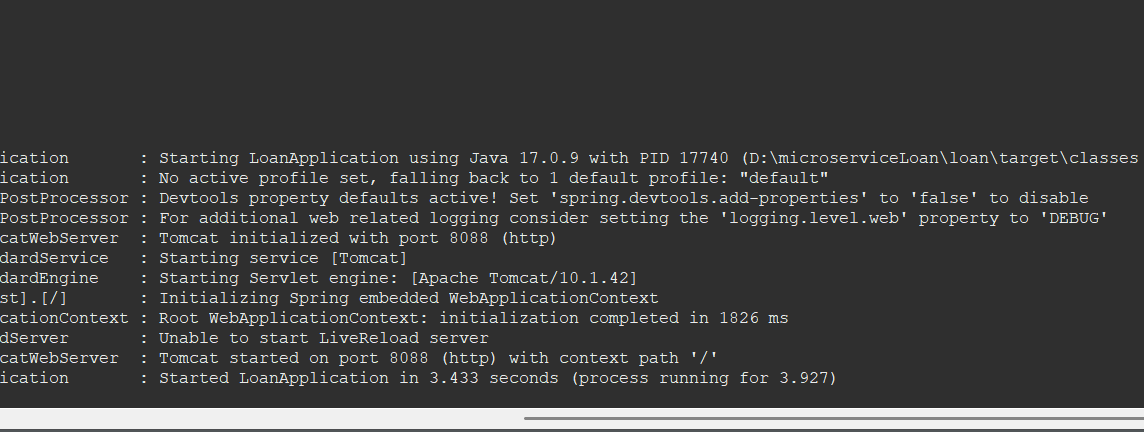 ication : Starting LoanApplication using Java 17.0.9 with PID 17740 (D:\microserviceLoan\loan\target\classes
ication : No active profile set, falling back to 1 default profile: "default"
PostProcessor : Devtools property defaults active! Set 'spring.devtools.add-properties' to 'false' to disable
PostProcessor : For additional web related logging consider setting the 'logging.level.web' property to 'DEBUG'
catWebServer : Tomcat initialized with port 8088 (http)
dardService : Starting service [Tomcat]
dardEngine : Starting Servlet engine: [Apache Tomcat/10.1.42]
st].[/] : Initializing Spring embedded WebApplicationContext
cationContext : Root WebApplicationContext: initialization completed in 1826 ms
dServer : Unable to start LiveReload server
catWebServer : Tomcat started on port 8088 (http) with context path '/'
ication : Started LoanApplication in 3.433 seconds (process running for 3.927)